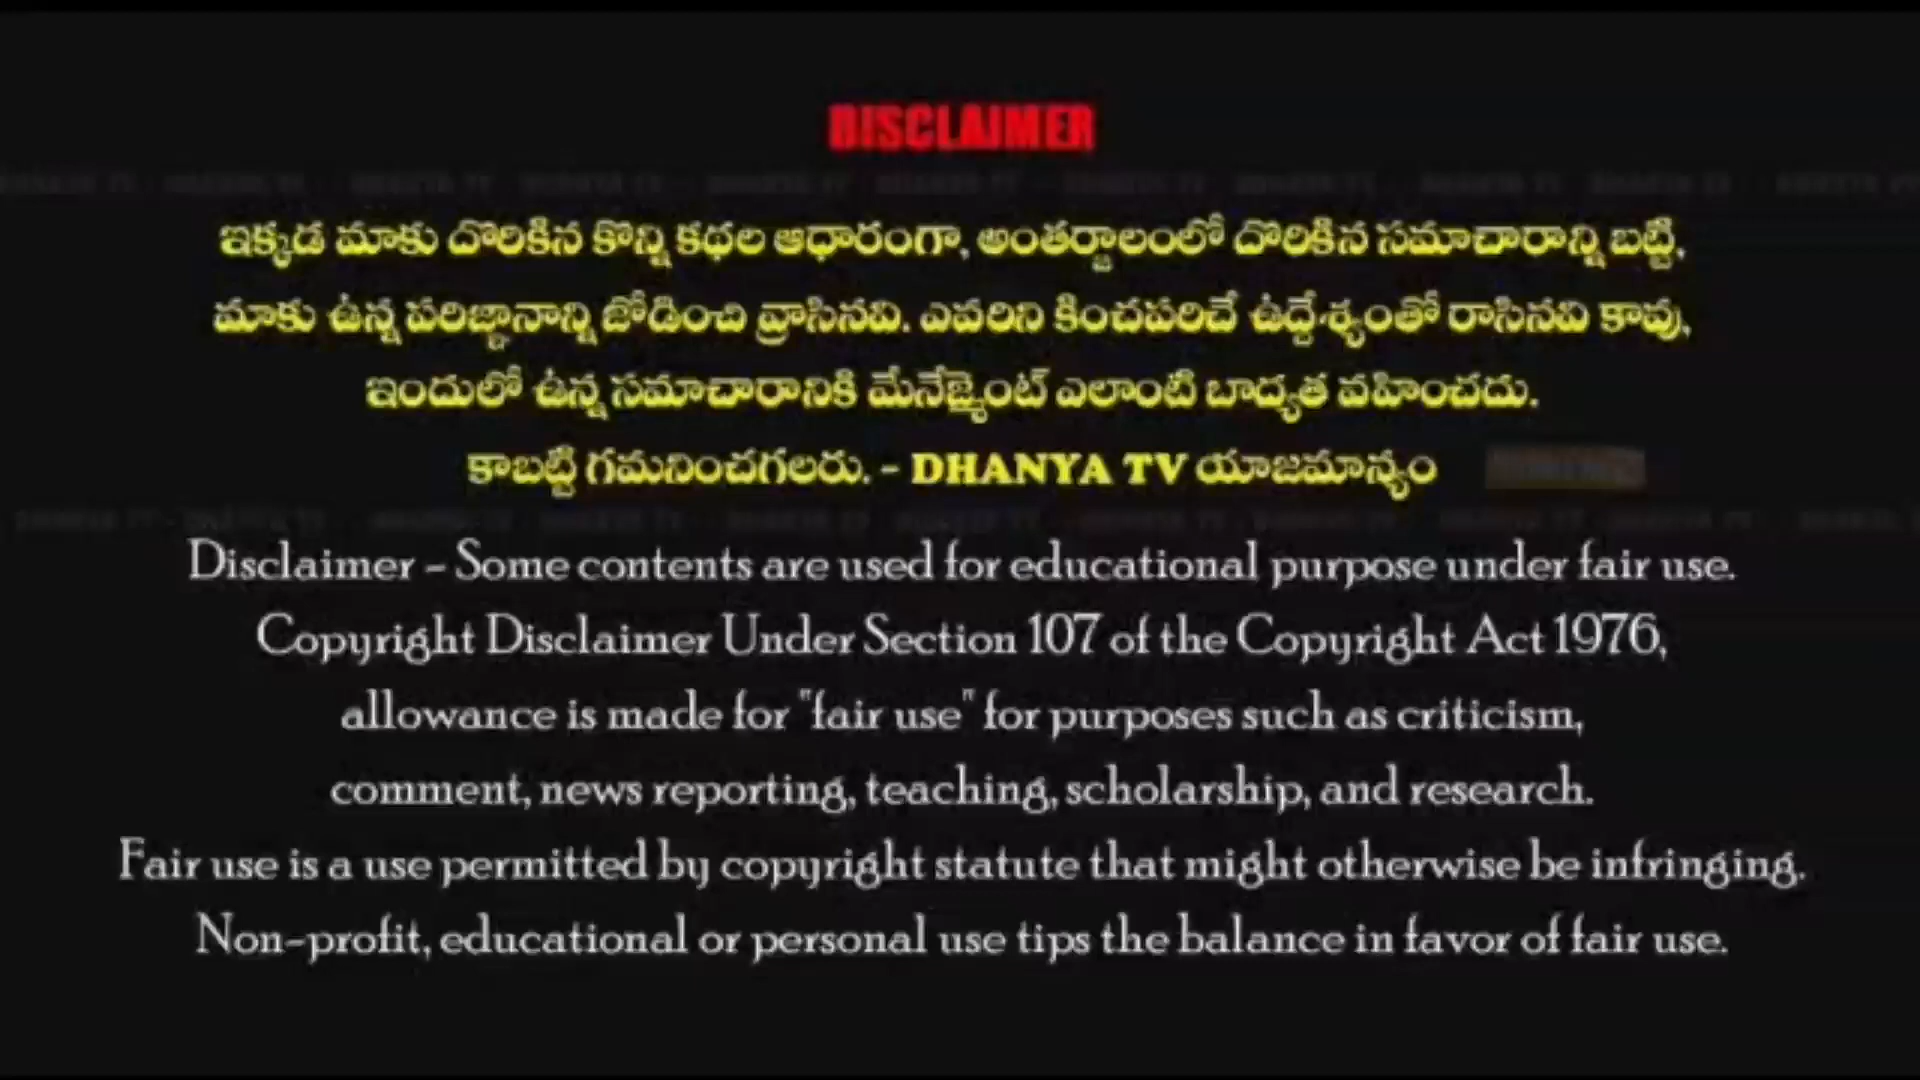 DISCLAIMER
ఇక్కడ మాకు దొరికిన కొన్ని కథల ఆధారంగా, అంతర్జాలంలో దొరికిన సమాచారాన్ని బట్టి,
మాకు ఉన్న పరిజ్ఞానాన్ని జోడించి వ్రాసినవి. ఎవరిని కించపరిచే ఉద్దేశ్యంతో రాసినవి కావు,
ఇందులో ఉన్న సమాచారానికి మేనేజ్మెంట్ ఎలాంటి బాద్యత వహించదు.
కాబట్టి గమనించగలరు. - DHANYA TV యాజమాన్యం
Disclaimer - Some contents are used for educational purpose under fair use.
Copyright Disclaimer Under Section 107 of the Copyright Act 1976,
allowance is made for "fair use" for purposes such as criticism,
comment, news reporting, teaching, scholarship, and research.
Fair use is a use permitted by copyright statute that might otherwise be infringing.
Non-profit, educational or personal use tips the balance in favor of fair use.